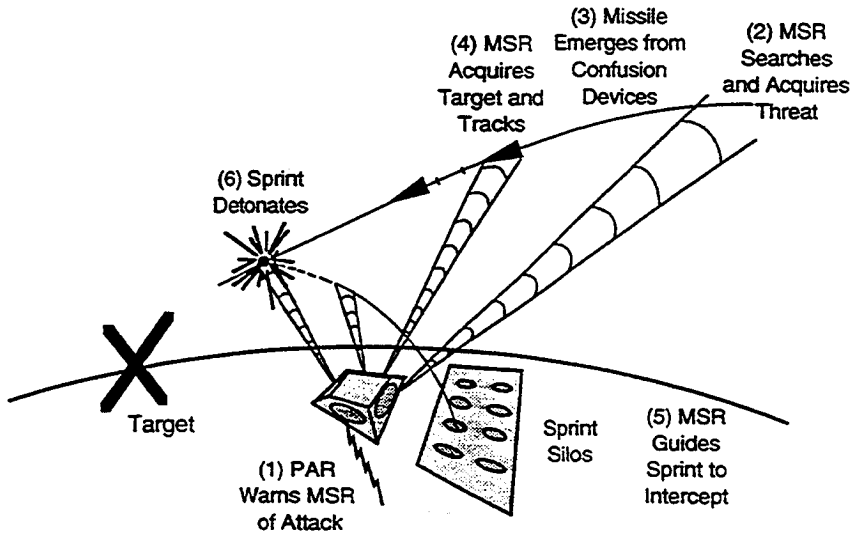 (3) Missile
Emerges from
Confusion
Devices
(2) MSR
Searches
and Acquires
Threat
(4) MSR
Acquires
Target and
Tracks
(6) Sprint
Detonates
Target
(1) PAR
Warns MSR
of Attack
Sprint
Silos
(5) MSR
Guides
Sprint to
Intercept